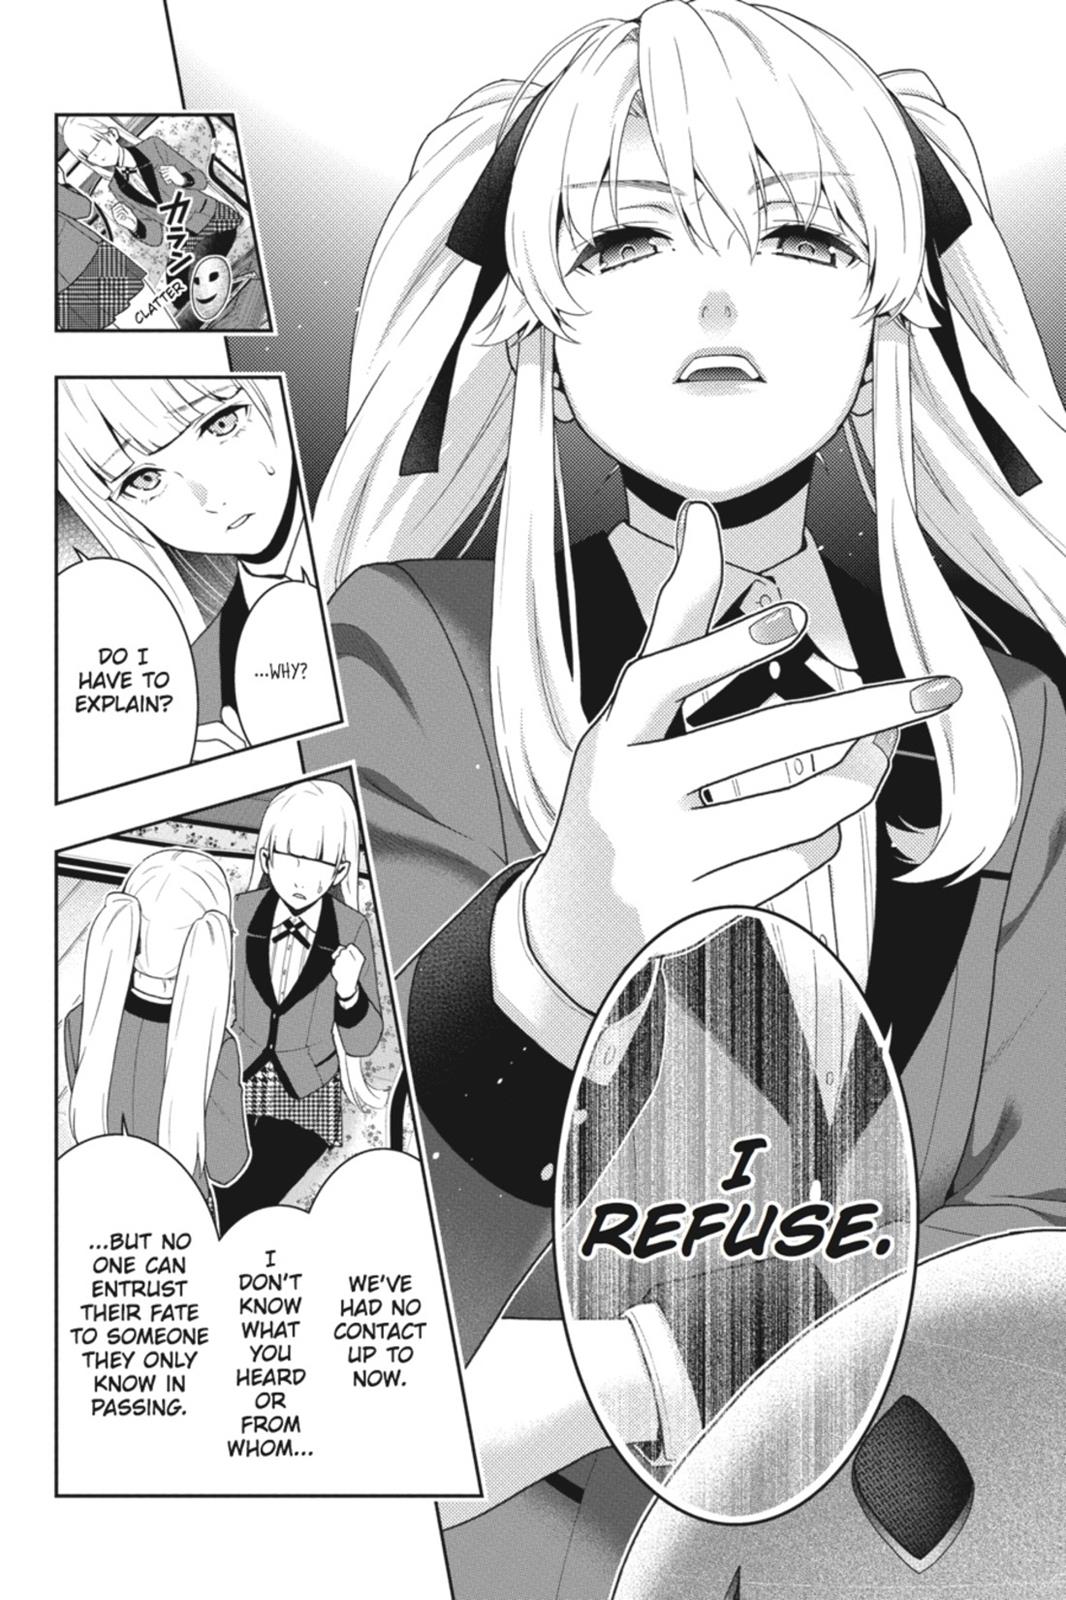 I
REFUSE.
カラン
CLATTER
...WHY?
DO I
HAVE TO
EXPLAIN?
WE'VE
HAD NO
CONTACT
UP TO
NOW.
I
DON'T
KNOW
WHAT
YOU
HEARD
OR
FROM
WHOM...
...BUT NO
ONE CAN
ENTRUST
THEIR FATE
TO SOMEONE
THEY ONLY
KNOW IN
PASSING.